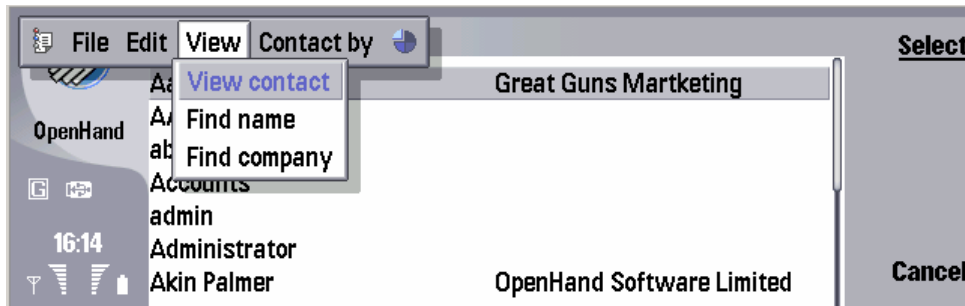 File Edit View Contact by
Select
View contact
Great Guns Martketing
OpenHand
Find name
Find company
Accounts
admin
16:14
Administrator
Akin Palmer OpenHand Software Limited
Cancel